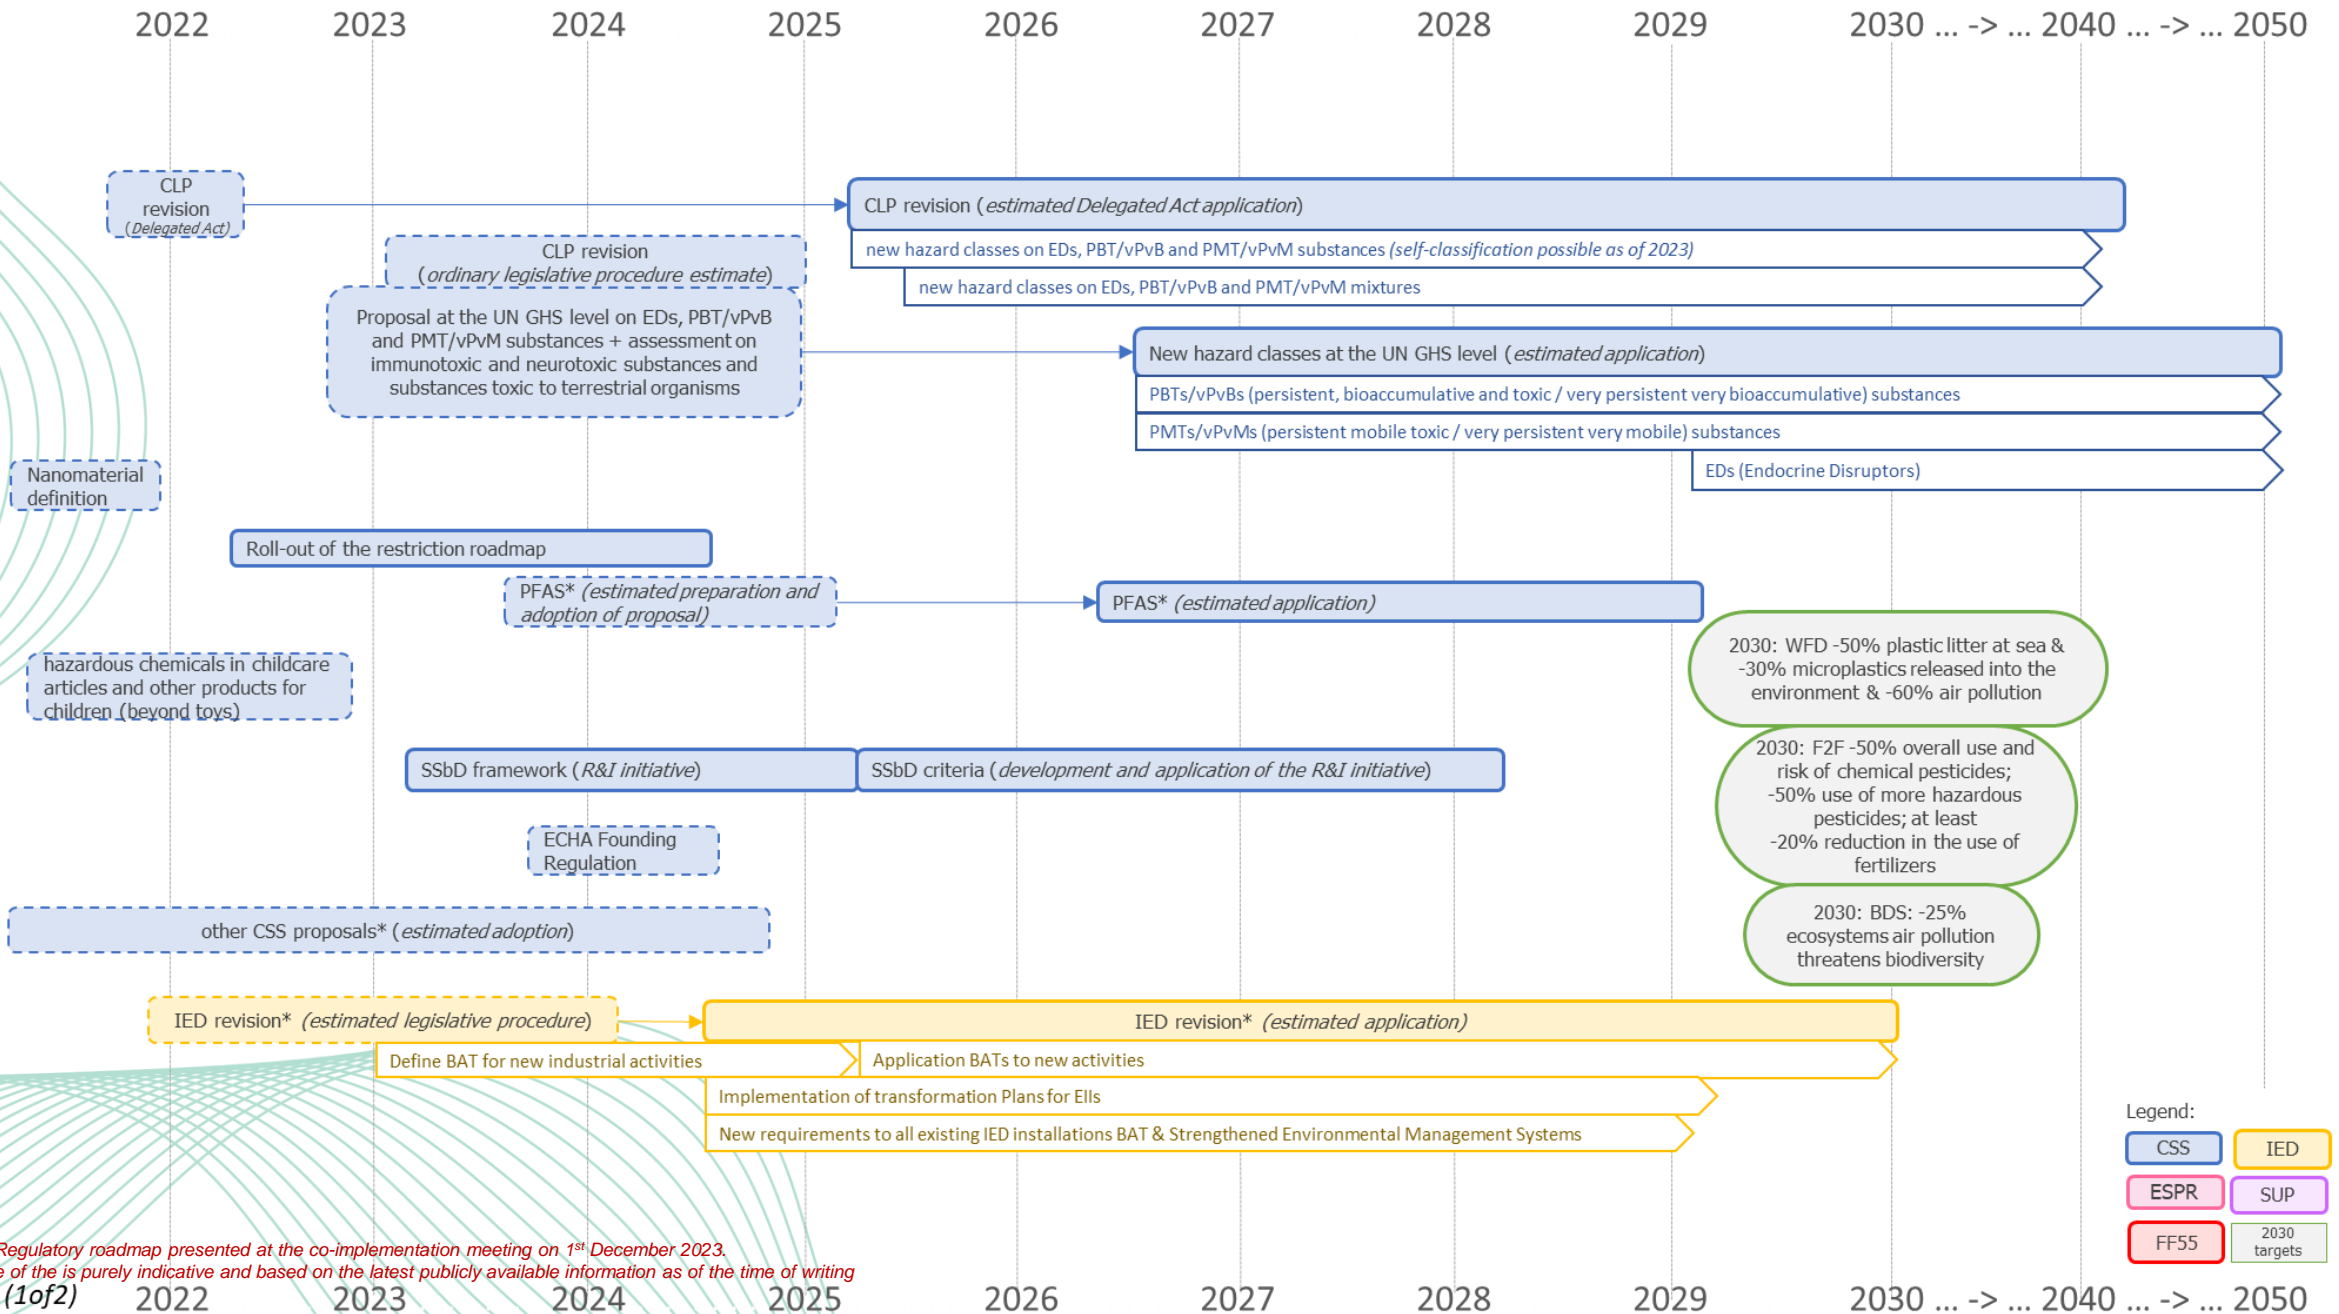 2022 2023 2024 2025 2026 2027 2028 2029 2030 ... -> ... 2040 ... -> ... 2050
CLP
revision
(Delegated Act)
CLP revision (estimated Delegated Act application)
new hazard classes on EDs, PBT/vPvB and PMT/vPvM substances (self-classification possible as of 2023)
new hazard classes on EDs, PBT/vPvB and PMT/vPvM mixtures
CLP revision
(ordinary legislative procedure estimate)
Proposal at the UN GHS level on EDs, PBT/vPvB
and PMT/vPvM substances + assessment on
immunotoxic and neurotoxic substances and
substances toxic to terrestrial organisms
New hazard classes at the UN GHS level (estimated application)
PBTs/vPvBs (persistent, bioaccumulative and toxic / very persistent very bioaccumulative) substances
PMTs/vPvMs (persistent mobile toxic / very persistent very mobile) substances
EDs (Endocrine Disruptors)
Nanomaterial
definition
Roll-out of the restriction roadmap
PFAS* (estimated preparation and
adoption of proposal)
PFAS* (estimated application)
hazardous chemicals in childcare
articles and other products for
children (beyond toys)
2030: WFD -50% plastic litter at sea &
-30% microplastics released into the
environment & -60% air pollution
SSbD framework (R&I initiative)
SSbD criteria (development and application of the R&I initiative)
2030: F2F -50% overall use and
risk of chemical pesticides;
-50% use of more hazardous
pesticides; at least
-20% reduction in the use of
fertilizers
ECHA Founding
Regulation
other CSS proposals* (estimated adoption)
2030: BDS: -25%
ecosystems air pollution
threatens biodiversity
IED revision* (estimated legislative procedure)
IED revision* (estimated application)
Define BAT for new industrial activities
Application BATs to new activities
Implementation of transformation Plans for EIIs
New requirements to all existing IED installations BAT & Strengthened Environmental Management Systems
Legend:
CSS
IED
ESPR
SUP
FF55
2030
targets
Regulatory roadmap presented at the co-implementation meeting on 1st December 2023.
of the is purely indicative and based on the latest publicly available information as of the time of writing
(1of2)
2022 2023 2024 2025 2026 2027 2028 2029 2030 ... -> ... 2040 ... -> ... 2050